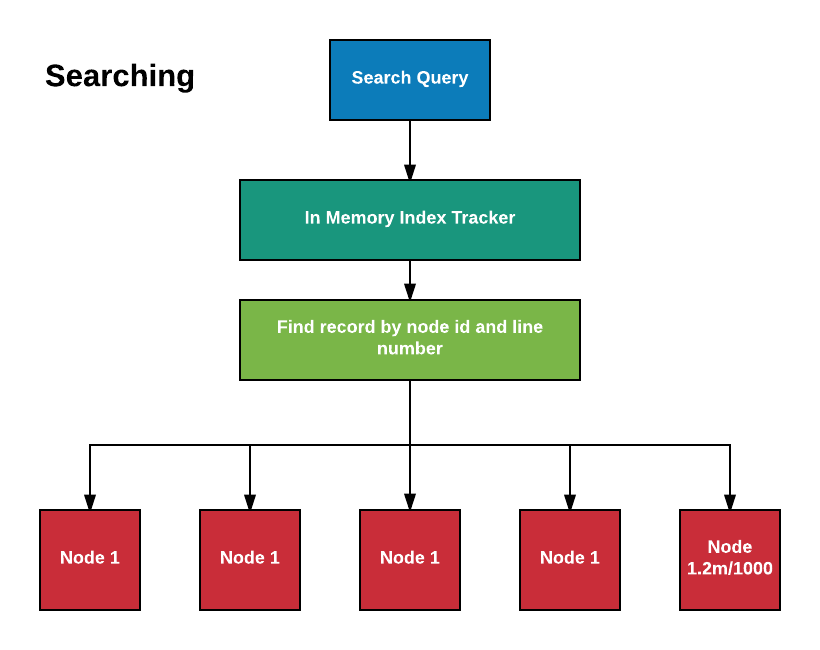 Searching
Search Query
In Memory Index Tracker
Find record by node id and line
number
Node 1
Node 1
Node 1
Node 1
Node
1.2m/1000